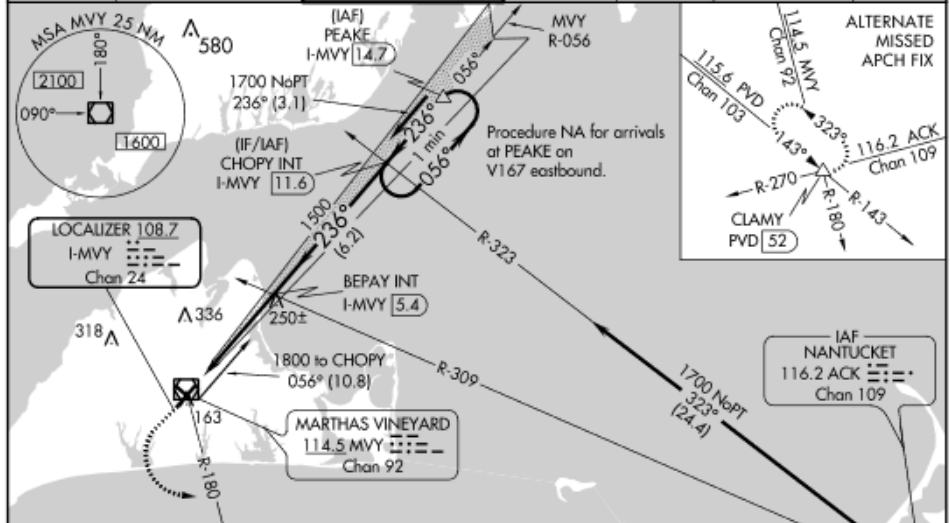 MSA MVY 25 NM
180°
2100
090°
1600
580
(IAF)
PEAKE
I-MVY 14.7
MVY
R-056
1700 NoPT
236° (3.1)
056°
236°
1 min
056°
(IF/IAF)
CHOPY INT
I-MVY 11.6
Procedure NA for arrivals
at PEAKE on
V167 eastbound.
1500
236°
(6.2)
R-323
LOCALIZER 108.7
I-MVY
Chan 24
BEPAY INT
I-MVY 5.4
250±
336
318
1800 to CHOPY
056° (10.8)
R-309
1700 NoPT
323°
(24.4)
163
MARTHAS VINEYARD
114.5 MVY
Chan 92
R-180
IAF
NANTUCKET
116.2 ACK
Chan 109
ALTERNATE
MISSED
APCH FIX
114.5 MVY
Chan 92
115.6 PVD
Chan 103
143°
323°
116.2 ACK
Chan 109
R-270
R-180
R-143
CLAMY
PVD 52